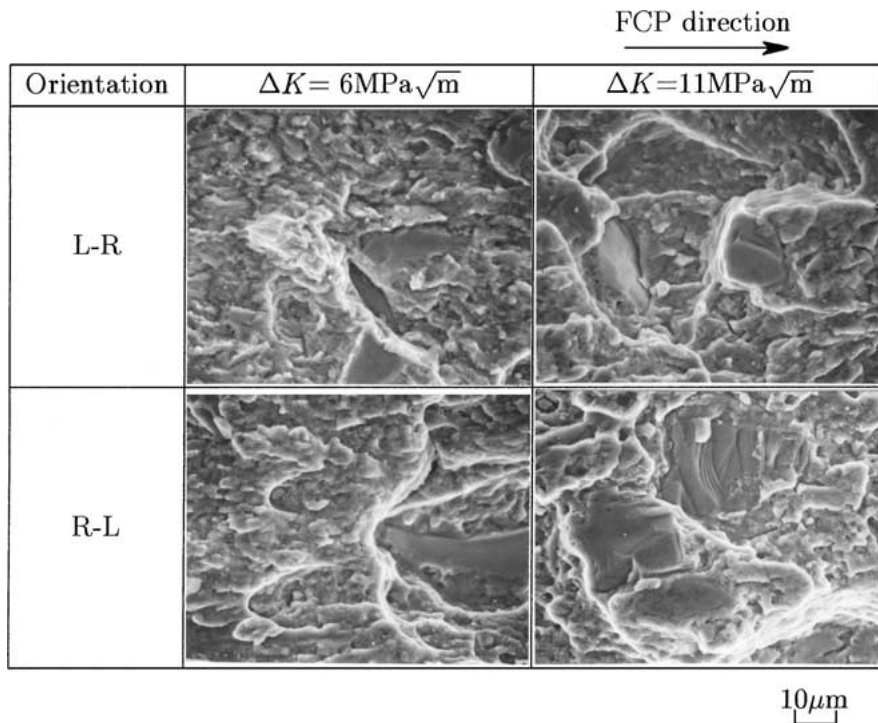 FCP direction
Orientation ΔK= 6MPa√m ΔK=11MPa√m
L-R
R-L
10μm